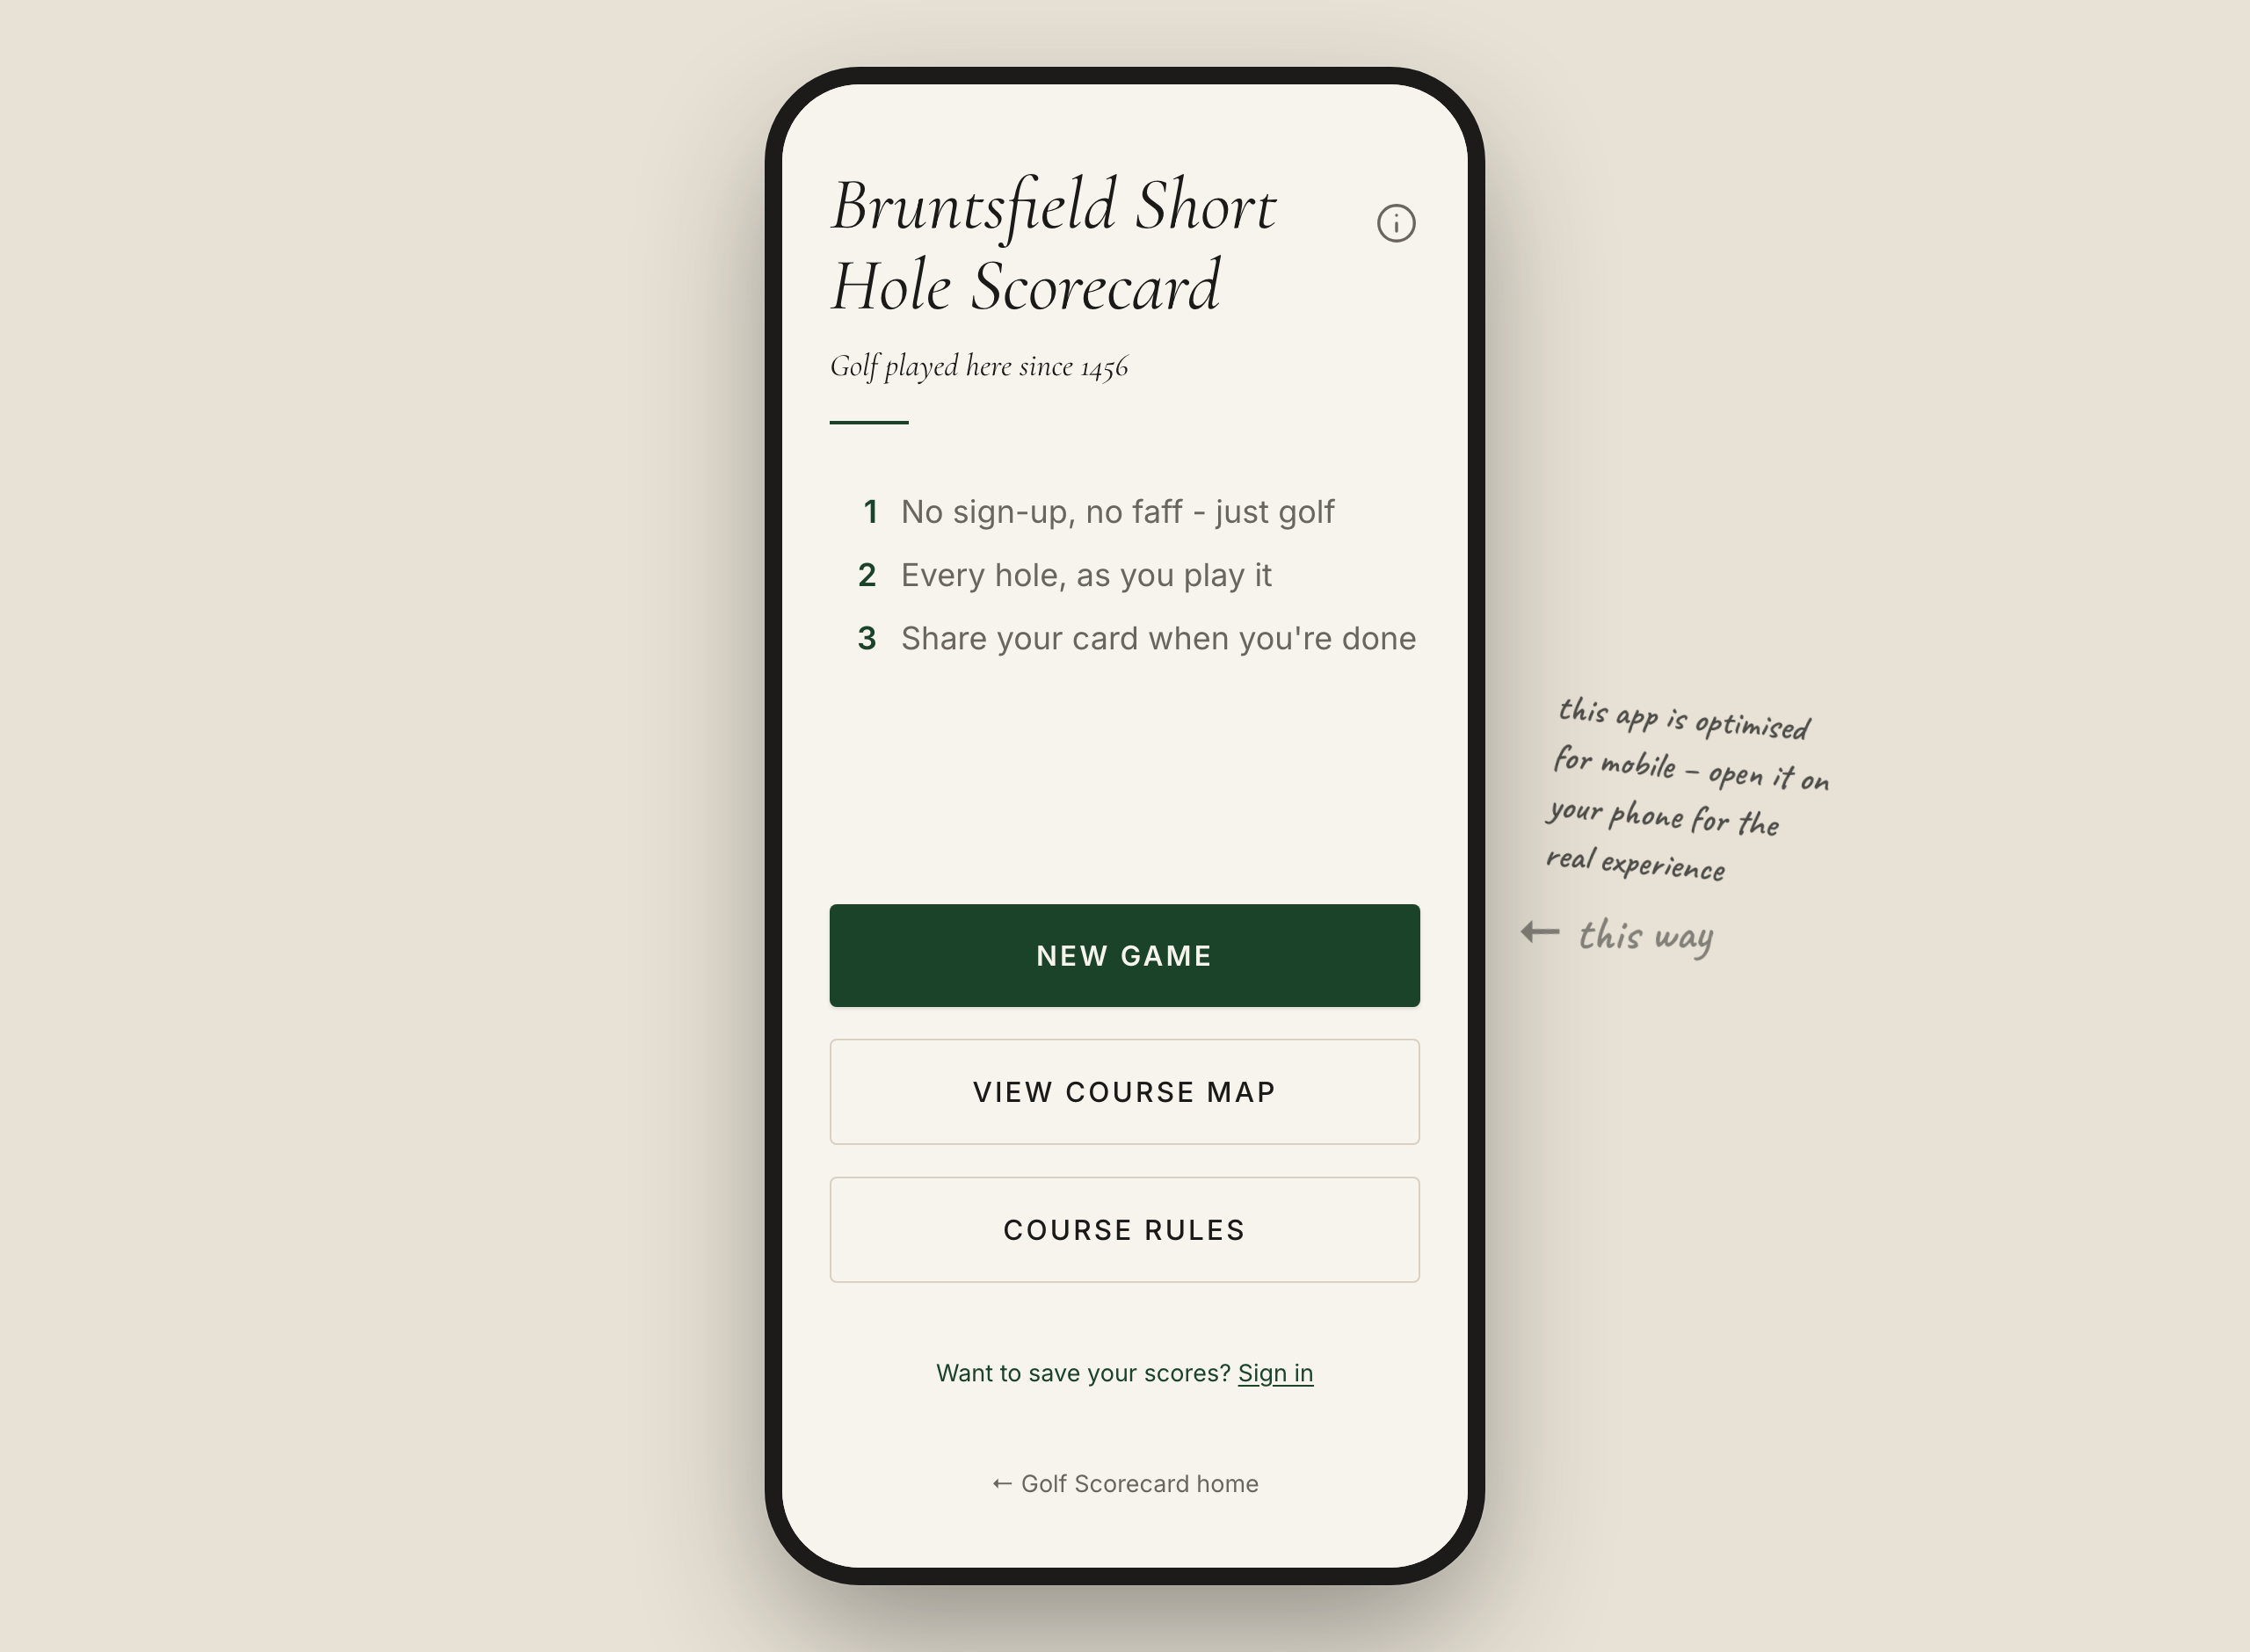 Bruntsfield Short
Hole Scorecard
Golf played here since 1456
1 No sign-up, no faff - just golf
2 Every hole, as you play it
3 Share your card when you're done
this app is optimised
for mobile – open it on
your phone for the
real experience
← this way
NEW GAME
VIEW COURSE MAP
COURSE RULES
Want to save your scores? Sign in
← Golf Scorecard home